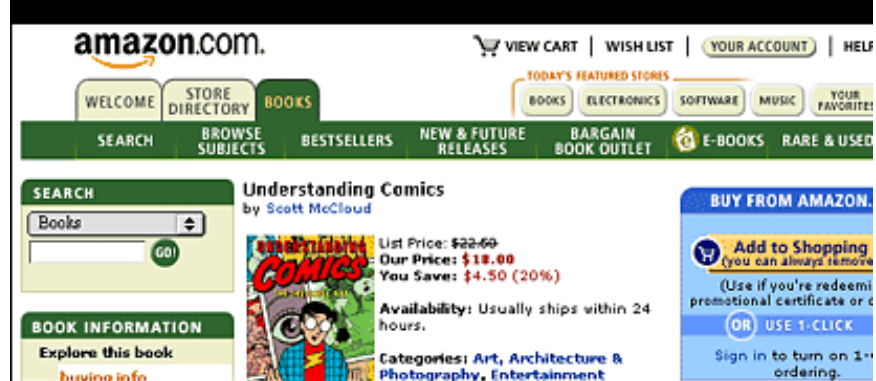 amazon.com.
VIEW CART | WISH LIST | YOUR ACCOUNT | HELP
TODAY'S FEATURED STORES
BOOKS ELECTRONICS SOFTWARE MUSIC YOUR FAVORITES
WELCOME STORE DIRECTORY BOOKS
SEARCH BROWSE SUBJECTS BESTSELLERS NEW & FUTURE RELEASES BARGAIN BOOK OUTLET E-BOOKS RARE & USED
SEARCH
Books
GO!
BOOK INFORMATION
Explore this book
buying info
Understanding Comics
by Scott McCloud
UNDERSTANDING
COMICS
THE INVISIBLE ART
List Price: $22.50
Our Price: $18.00
You Save: $4.50 (20%)
Availability: Usually ships within 24
hours.
Categories: Art, Architecture &
Photography, Entertainment
BUY FROM AMAZON.
Add to Shopping
(you can always remove
(Use if you're redeemi
promotional certificate or
OR USE 1-CLICK
Sign in to turn on 1-
ordering.